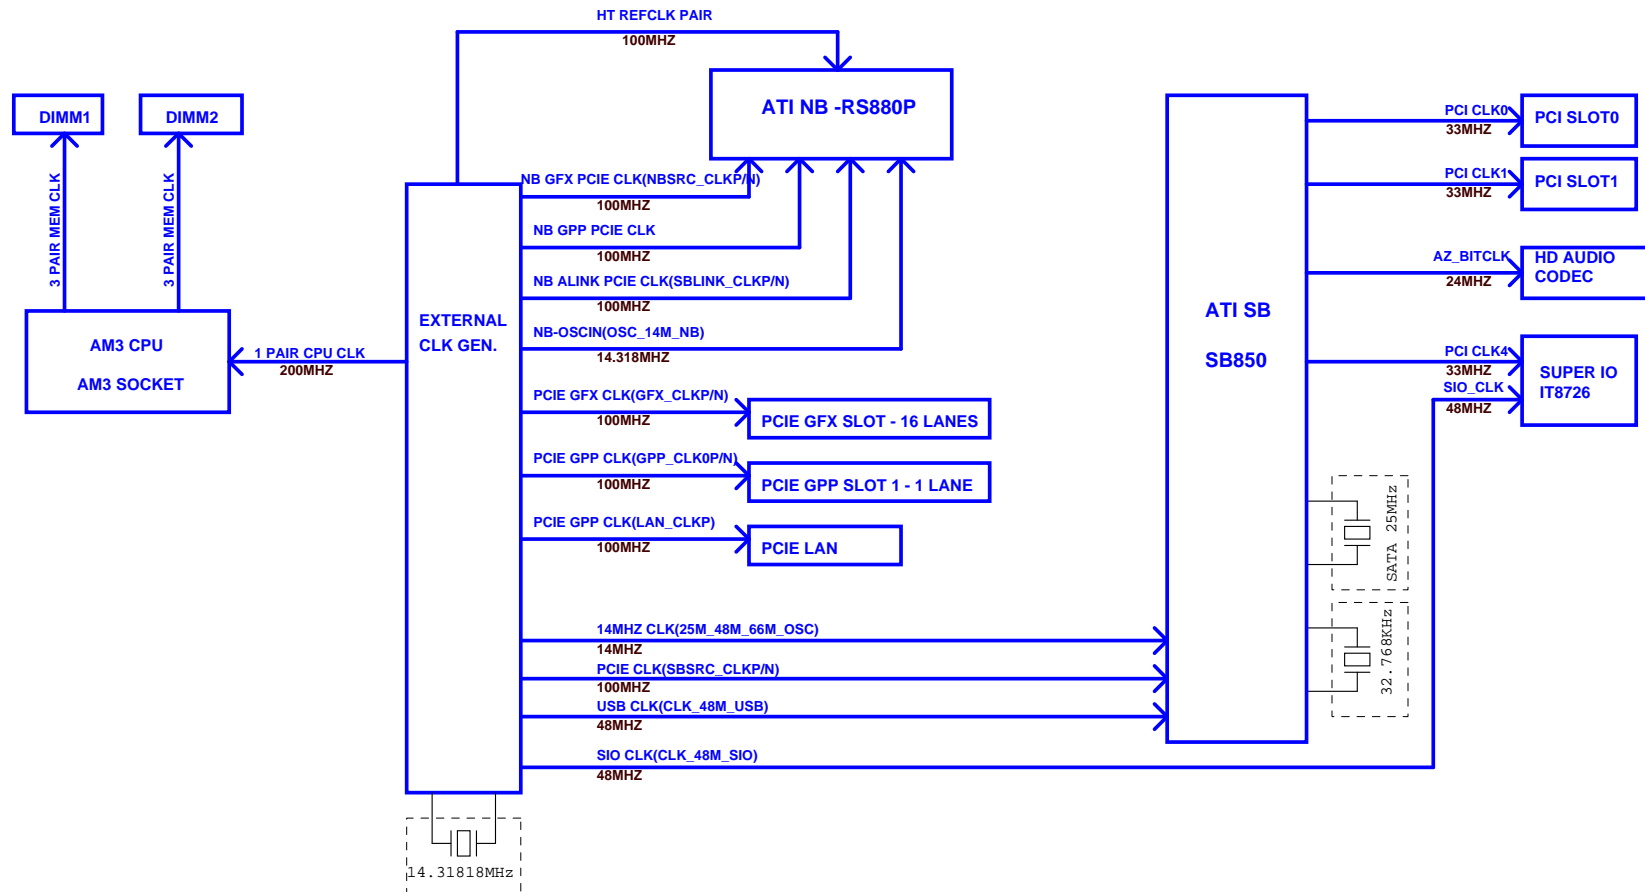 HT REFCLK PAIR
100MHZ
ATI NB -RS880P
DIMM1
DIMM2
3 PAIR MEM CLK
3 PAIR MEM CLK
AM3 CPU
AM3 SOCKET
1 PAIR CPU CLK
200MHZ
EXTERNAL
CLK GEN.
NB GFX PCIE CLK(NBSRC_CLKP/N)
100MHZ
NB GPP PCIE CLK
100MHZ
NB ALINK PCIE CLK(SBLINK_CLKP/N)
100MHZ
NB-OSCIN(OSC_14M_NB)
14.318MHZ
PCIE GFX CLK(GFX_CLKP/N)
100MHZ
PCIE GFX SLOT - 16 LANES
PCIE GPP CLK(GPP_CLK0P/N)
100MHZ
PCIE GPP SLOT 1 - 1 LANE
PCIE GPP CLK(LAN_CLKP)
100MHZ
PCIE LAN
14MHZ CLK(25M_48M_66M_OSC)
14MHZ
PCIE CLK(SBSRC_CLKP/N)
100MHZ
USB CLK(CLK_48M_USB)
48MHZ
SIO CLK(CLK_48M_SIO)
48MHZ
14.31818MHz
ATI SB
SB850
PCI CLK0
33MHZ
PCI SLOT0
PCI CLK1
33MHZ
PCI SLOT1
AZ_BITCLK
24MHZ
HD AUDIO
CODEC
PCI CLK4
33MHZ
SIO_CLK
48MHZ
SUPER IO
IT8726
SATA 25MHz
32.768KHz